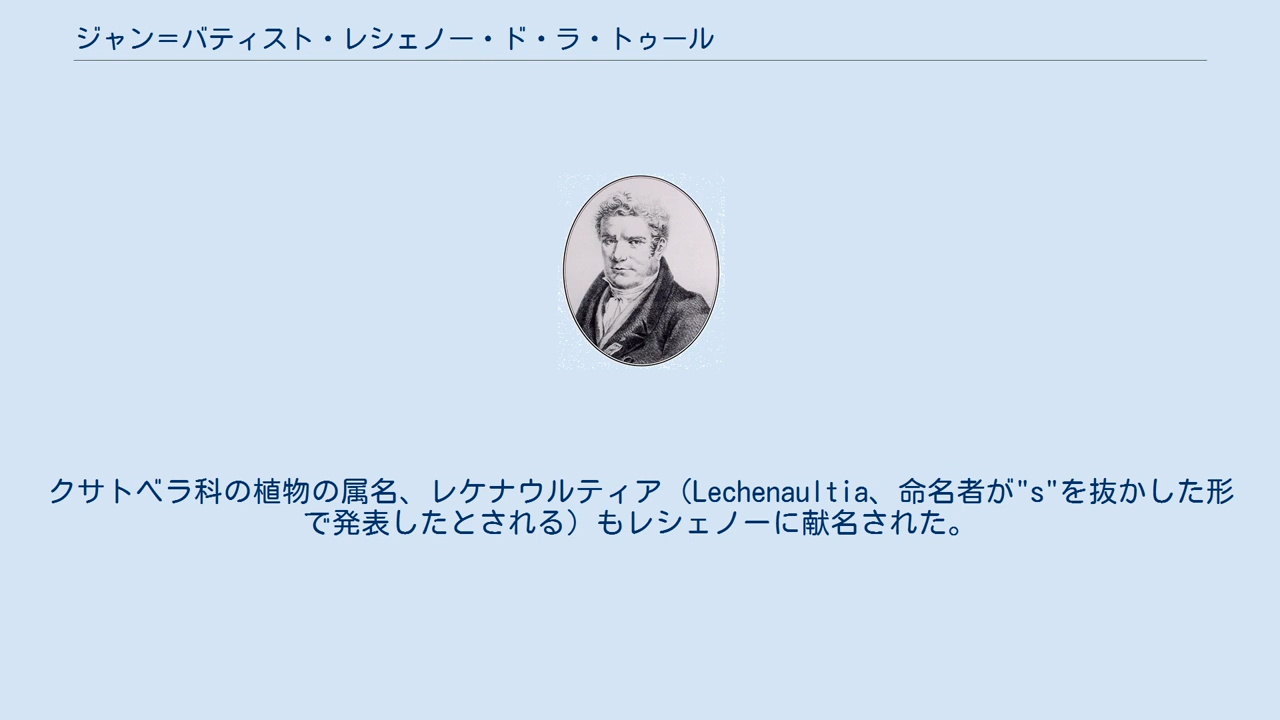 ジャン＝バティスト・レシェノー・ド・ラ・トゥール
クサトベラ科の植物の属名、レケナウルティア（Lechenaultia、命名者が"s"を抜かした形
で発表したとされる）もレシェノーに献名された。